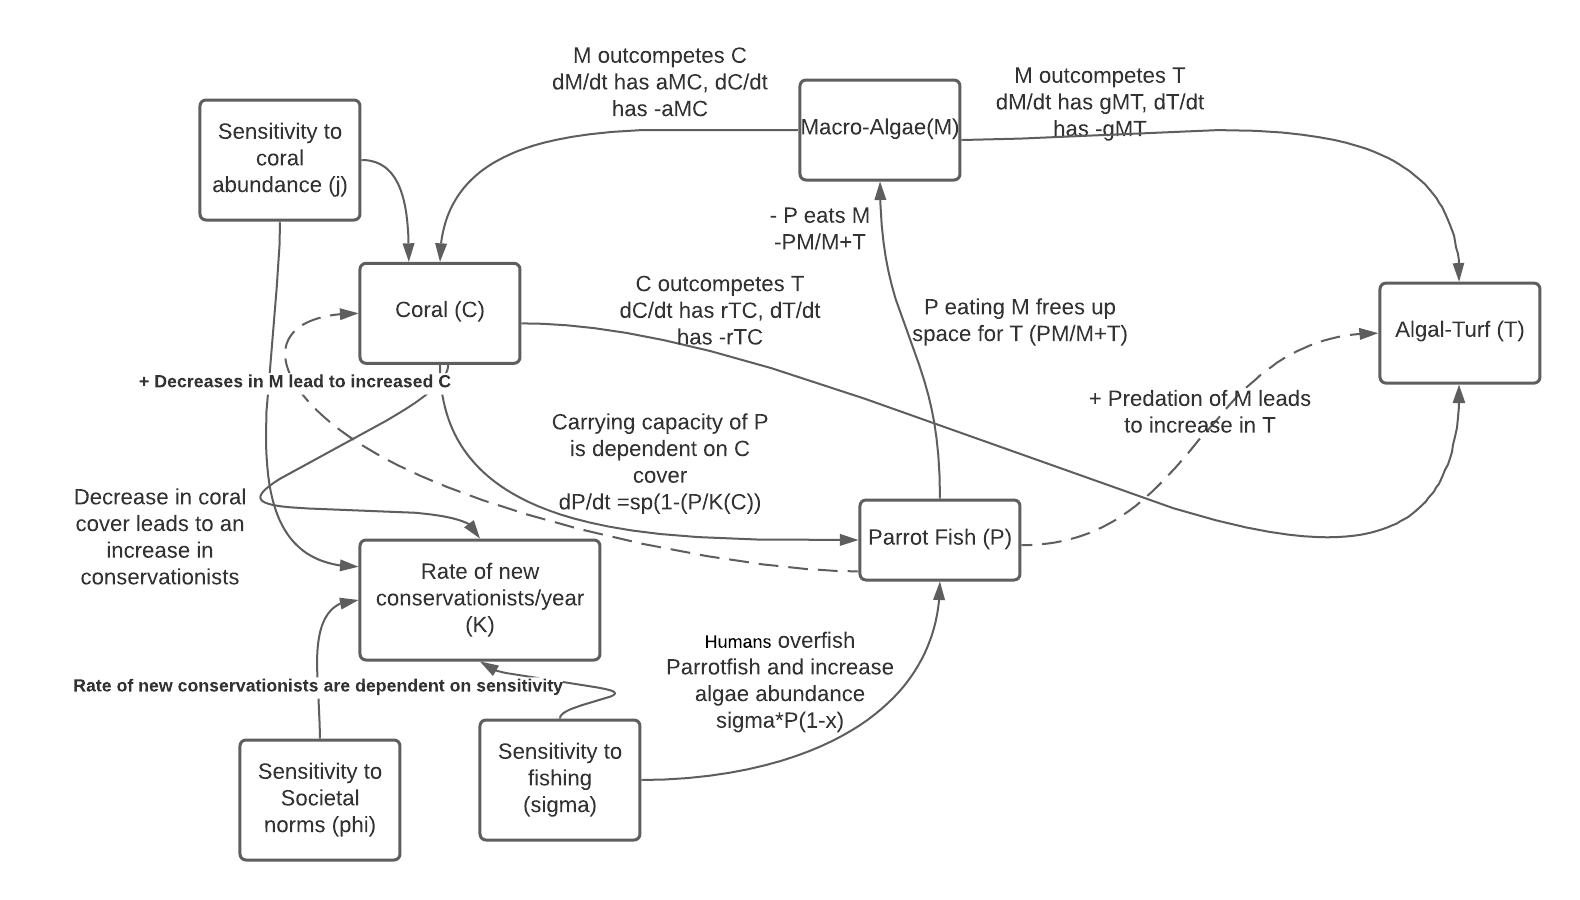 M outcompetes C
dM/dt has aMC, dC/dt
has -aMC
M outcompetes T
dM/dt has gMT, dT/dt
has -gMT
Macro-Algae(M)
Sensitivity to
coral
abundance (j)
- P eats M
-PM/M+T
Coral (C)
C outcompetes T
dC/dt has rTC, dT/dt
has -rTC
P eating M frees up
space for T (PM/M+T)
Algal-Turf (T)
+ Decreases in M lead to increased C
+ Predation of M leads
to increase in T
Carrying capacity of P
is dependent on C
cover
dP/dt =sp(1-(P/K(C))
Decrease in coral
cover leads to an
increase in
conservationists
Parrot Fish (P)
Rate of new
conservationists/year
(K)
Humans overfish
Parrotfish and increase
algae abundance
sigma*P(1-x)
Rate of new conservationists are dependent on sensitivity
Sensitivity to
Societal
norms (phi)
Sensitivity to
fishing
(sigma)